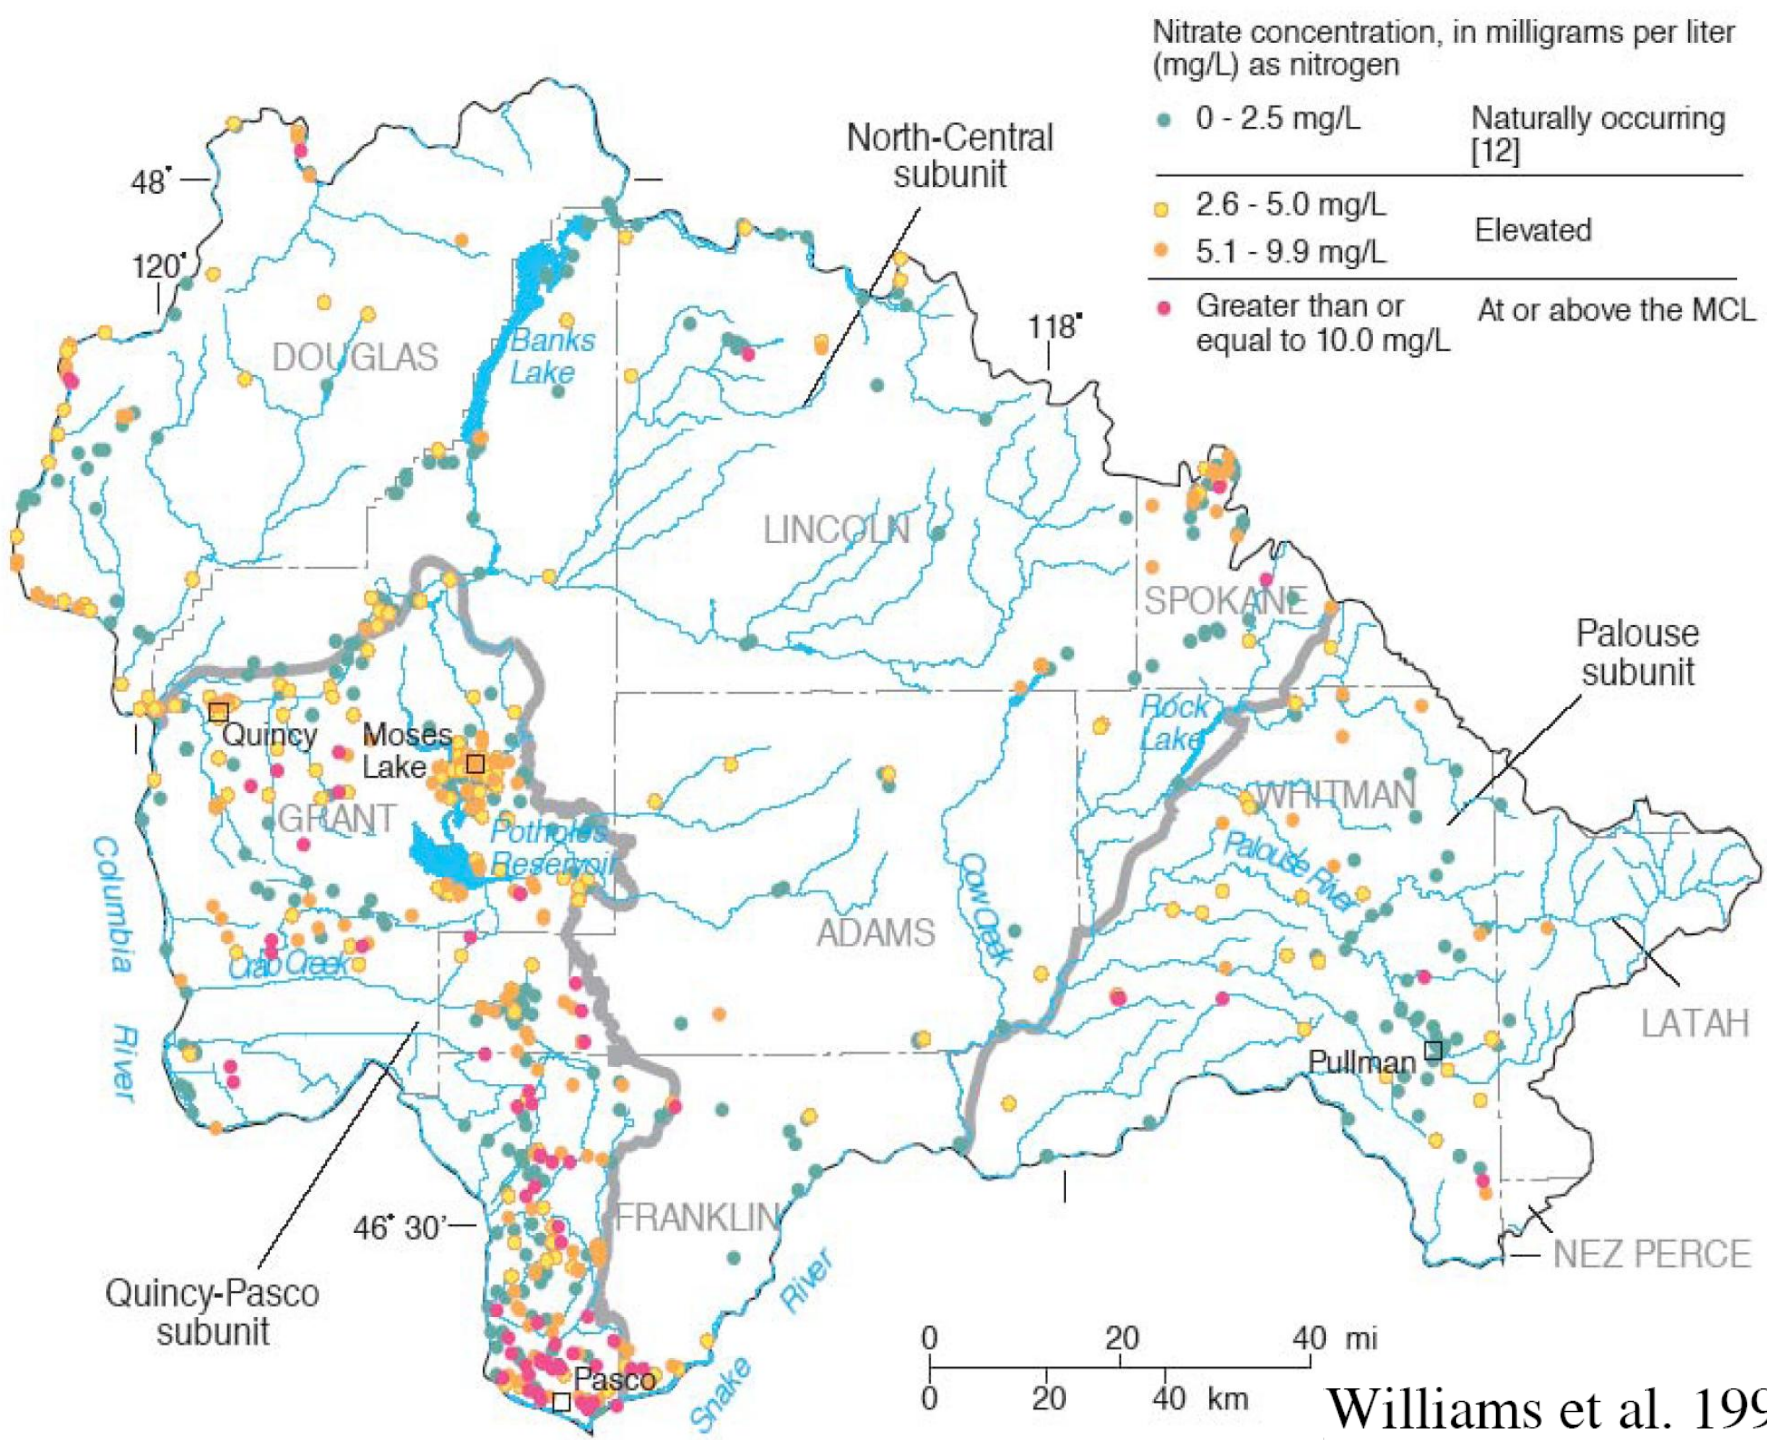 Nitrate concentration, in milligrams per liter
(mg/L) as nitrogen
0 - 2.5 mg/L
Naturally occurring
[12]
2.6 - 5.0 mg/L
Elevated
5.1 - 9.9 mg/L
Greater than or
equal to 10.0 mg/L
At or above the MCL
North-Central
subunit
48°
120°
118°
DOUGLAS
Banks
Lake
LINCOLN
SPOKANE
Palouse
subunit
Rock
Lake
Quincy
Moses
Lake
GRANT
Potholes
Reservoir
WHITMAN
Palouse River
Columbia River
Crab Creek
ADAMS
Cow Creek
LATAH
Pullman
46° 30'
FRANKLIN
NEZ PERCE
Quincy-Pasco
subunit
Snake River
Pasco
0 20 40 mi
0 20 40 km
Williams et al. 199